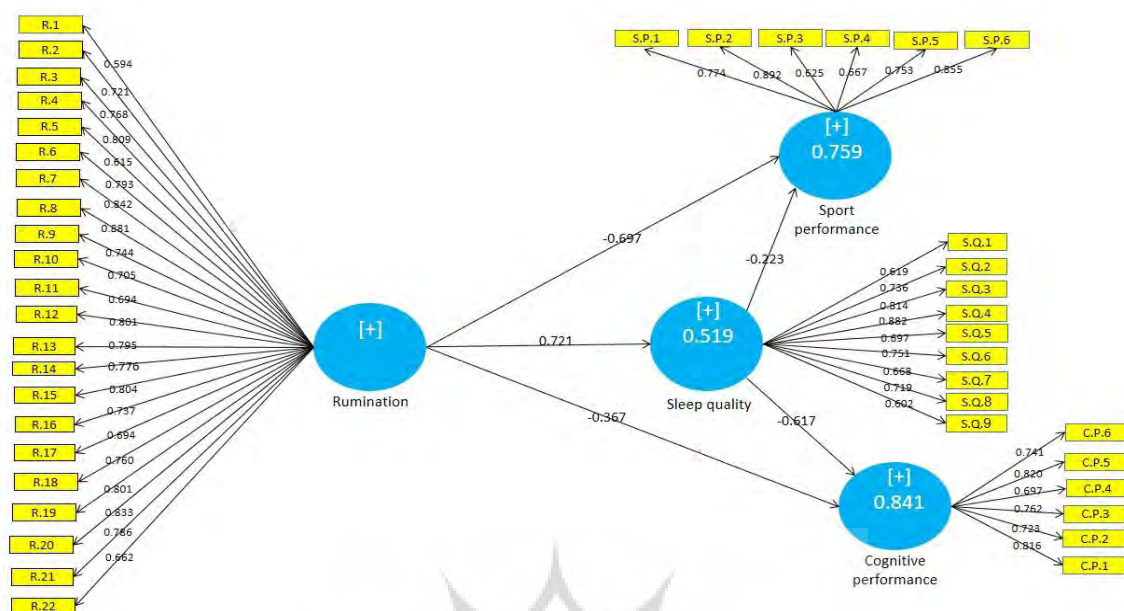 R.1
R.2
R.3
R.4
R.5
R.6
R.7
R.8
R.9
R.10
R.11
R.12
R.13
R.14
R.15
R.16
R.17
R.18
R.19
R.20
R.21
R.22
0.594
0.721
0.768
0.809
0.615
0.793
0.842
0.881
0.744
0.705
0.694
0.801
0.795
0.776
0.804
0.737
0.694
0.760
0.801
0.833
0.786
0.662
[+]
Rumination
-0.697
0.721
-0.367
S.P.1
S.P.2
S.P.3
S.P.4
S.P.5
S.P.6
0.774
0.892
0.625
0.667
0.753
0.855
[+]
0.759
Sport
performance
-0.223
[+]
0.519
Sleep quality
-0.617
0.619
0.736
0.814
0.882
0.697
0.751
0.668
0.719
0.602
S.Q.1
S.Q.2
S.Q.3
S.Q.4
S.Q.5
S.Q.6
S.Q.7
S.Q.8
S.Q.9
[+]
0.841
Cognitive
performance
0.741
0.820
0.697
0.762
0.723
0.816
C.P.6
C.P.5
C.P.4
C.P.3
C.P.2
C.P.1